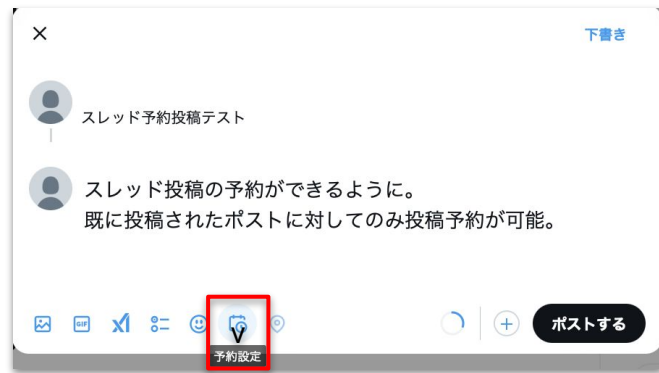 下書き
スレッド予約投稿テスト
スレッド投稿の予約ができるように。
既に投稿されたポストに対してのみ投稿予約が可能。
GIF
ポストする
予約設定